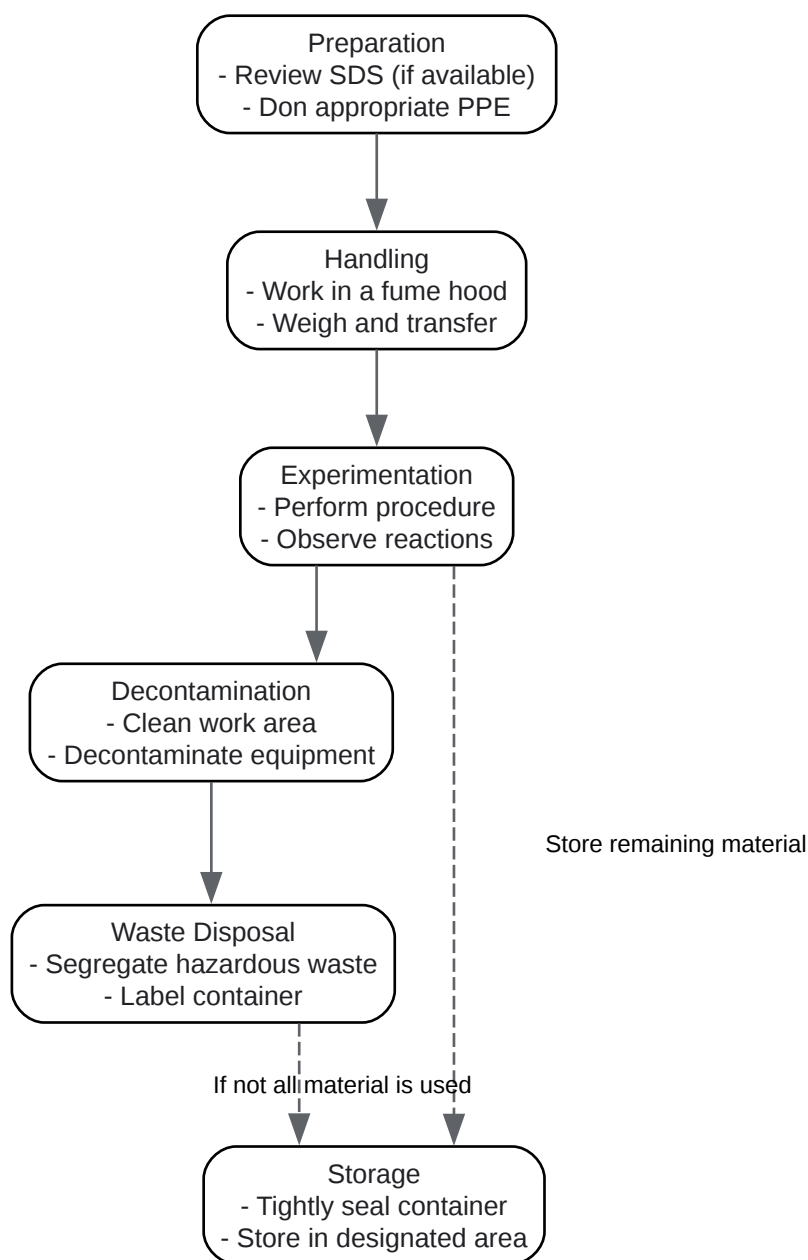 Preparation
- Review SDS (if available)
- Don appropriate PPE
Handling
- Work in a fume hood
- Weigh and transfer
Experimentation
- Perform procedure
- Observe reactions
Decontamination
- Clean work area
- Decontaminate equipment
Store remaining material
Waste Disposal
- Segregate hazardous waste
- Label container
If not all material is used
Storage
- Tightly seal container
- Store in designated area